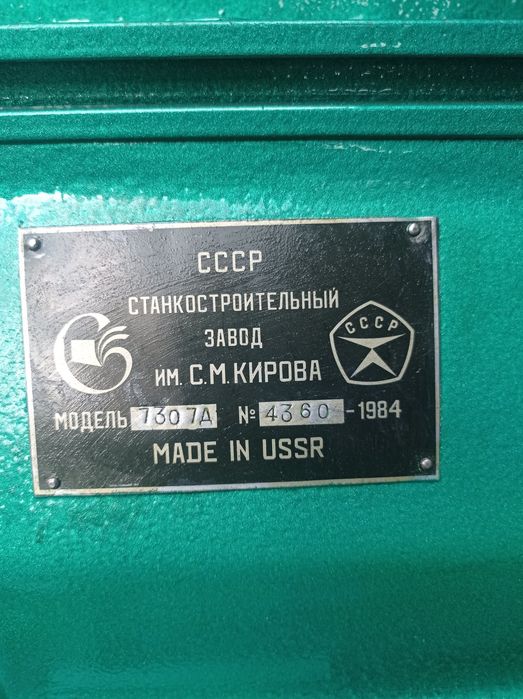 СССР
СТАНКОСТРОИТЕЛЬНЫЙ
ЗАВОД
ИМ. С.М.КИРОВА
СССР
МОДЕЛЬ 7307А № 4360-1984
MADE IN USSR